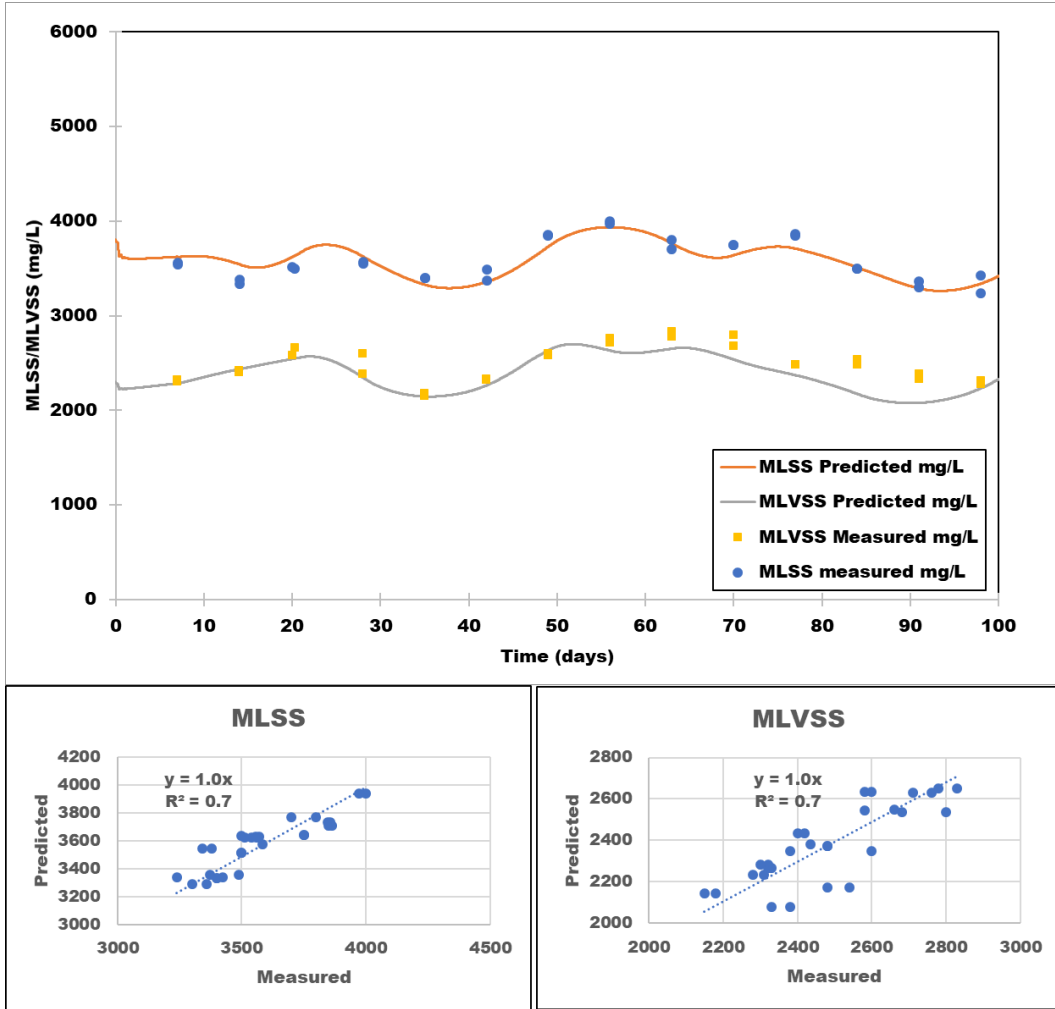 6000
5000
4000
3000
2000
1000
0
MLSS/MLVSS (mg/L)
0 10 20 30 40 50 60 70 80 90 100
Time (days)
MLSS Predicted mg/L
MLVSS Predicted mg/L
MLVSS Measured mg/L
MLSS measured mg/L
MLSS
4200
4000
3800
3600
3400
3200
3000
Predicted
y = 1.0x
R² = 0.7
3000 3500 4000 4500
Measured
MLVSS
2800
2600
2400
2200
2000
Predicted
y = 1.0x
R² = 0.7
2000 2200 2400 2600 2800 3000
Measured